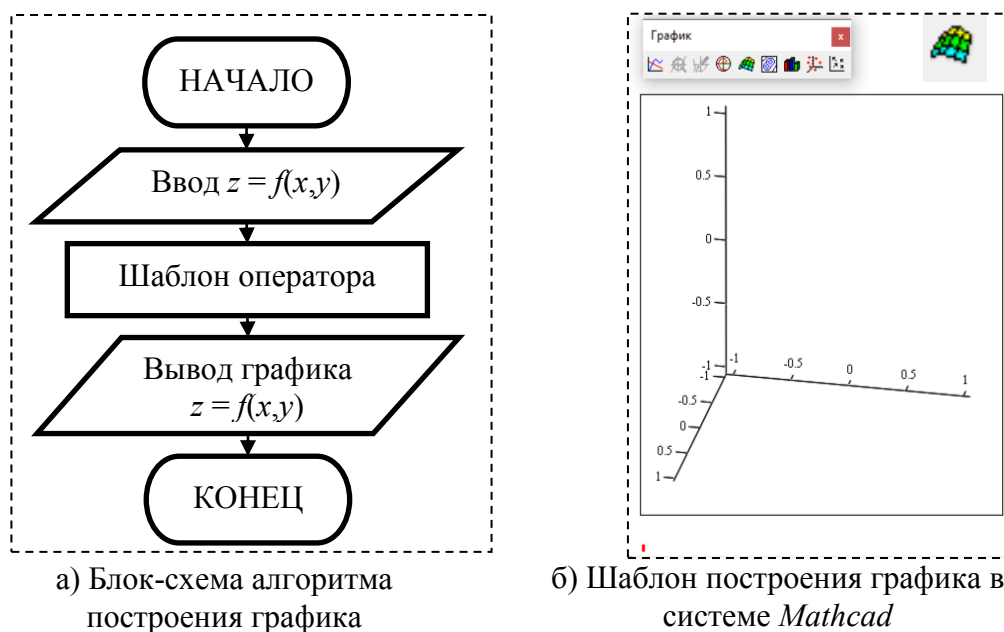 НАЧАЛО
Ввод z = f(x,y)
Шаблон оператора
Вывод графика
z = f(x,y)
КОНЕЦ
а) Блок-схема алгоритма
построения графика
График
x
1
0.5
0
-0.5
-1
-1
-0.5
0
0.5
1
-1
-0.5
0
0.5
1
б) Шаблон построения графика в
системе Mathcad